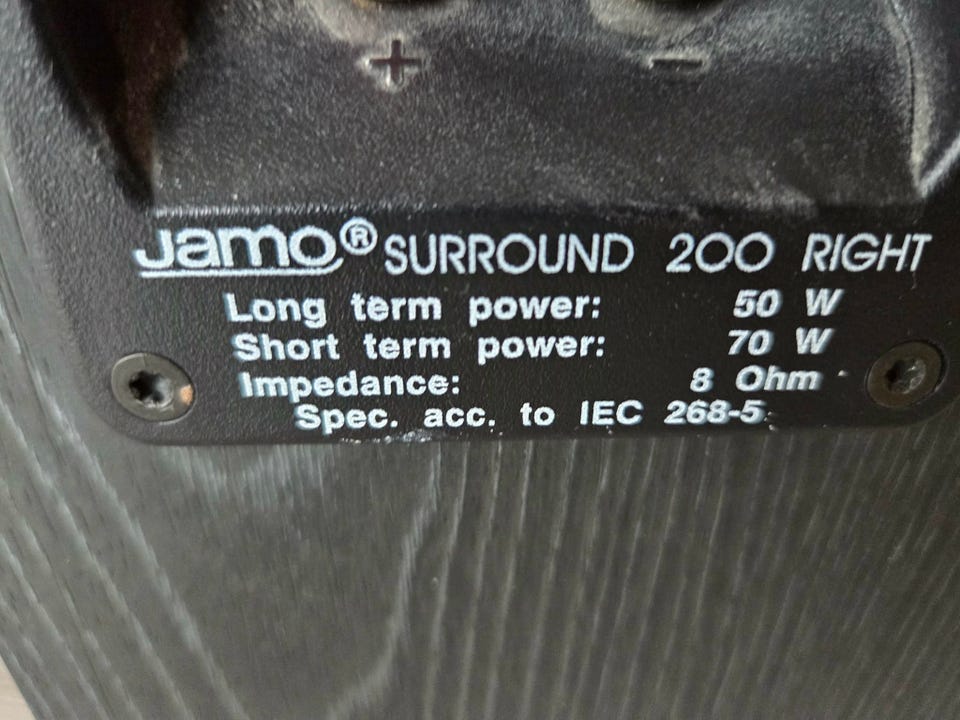 + -
Jamo® SURROUND 200 RIGHT
Long term power: 50 W
Short term power: 70 W
Impedance: 8 Ohm
Spec. acc. to IEC 268-5